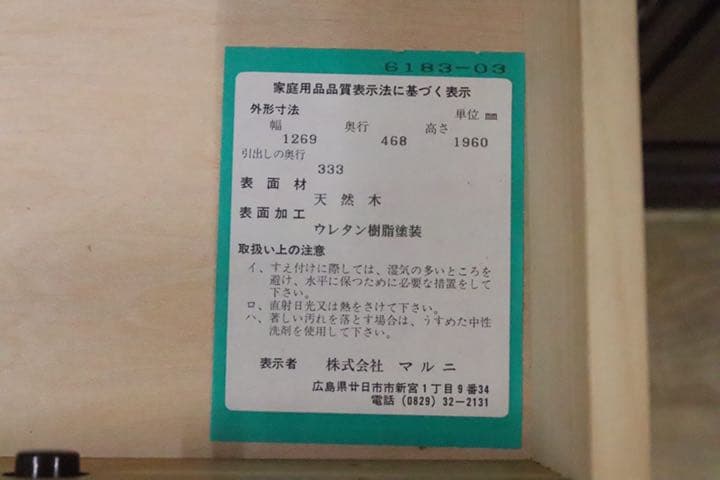 6183-03
家庭用品品質表示法に基づく表示
外形寸法 単位 ㎜
幅 奥行 高さ
1269 468 1960
引出しの奥行
333
表面材
天然木
表面加工
ウレタン樹脂塗装
取扱い上の注意
イ、すえ付けに際しては、湿気の多いところを
避け、水平に保つために必要な措置をして
下さい。
ロ、直射日光又は熱をさけて下さい。
ハ、著しい汚れを落とす場合は、うすめた中性
洗剤を使用して下さい。
表示者 株式会社 マルニ
広島県廿日市市新宮1丁目9番34
電話 (0829) 32-2131